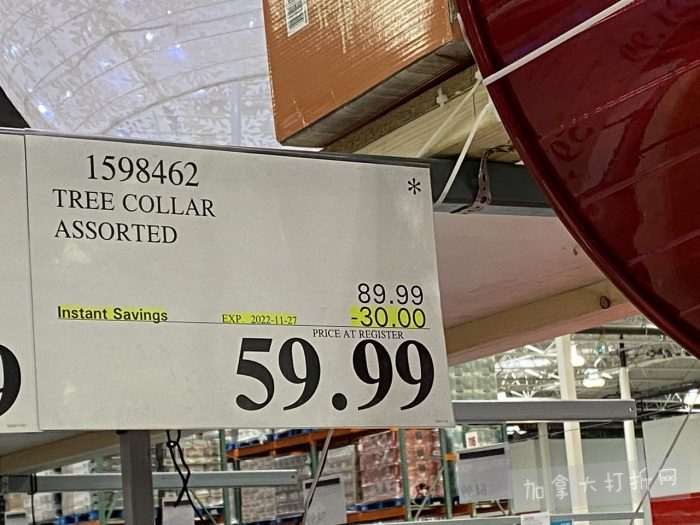 1598462
*
TREE COLLAR
ASSORTED
89.99
Instant Savings EXP. 2022-11-27 -30.00
PRICE AT REGISTER
59.99
9
加拿大打折网